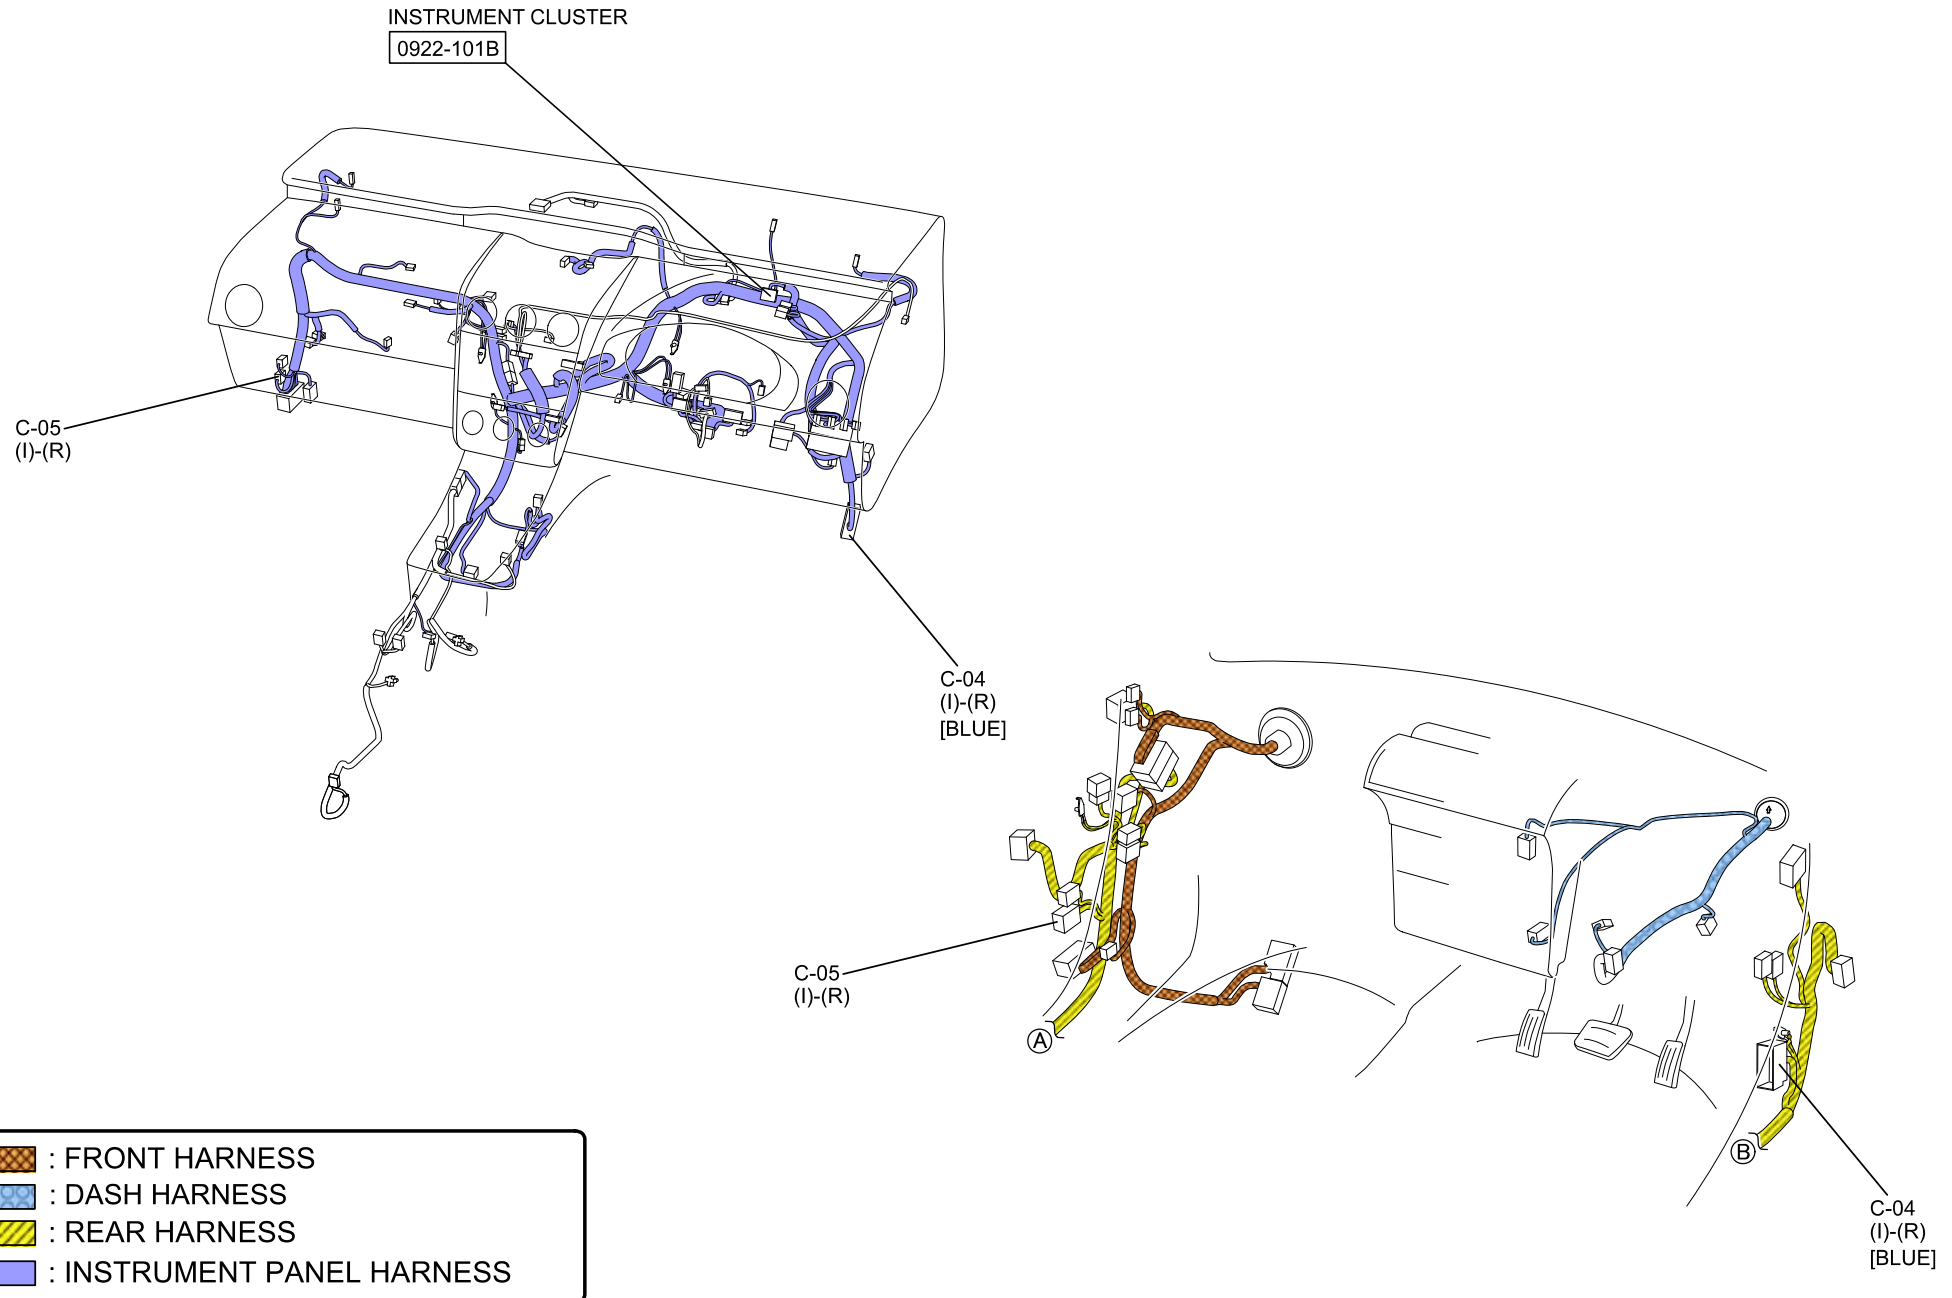 INSTRUMENT CLUSTER
0922-101B
C-05
(I)-(R)
C-04
(I)-(R)
[BLUE]
C-05
(I)-(R)
A
B
C-04
(I)-(R)
[BLUE]
: FRONT HARNESS
: DASH HARNESS
: REAR HARNESS
: INSTRUMENT PANEL HARNESS